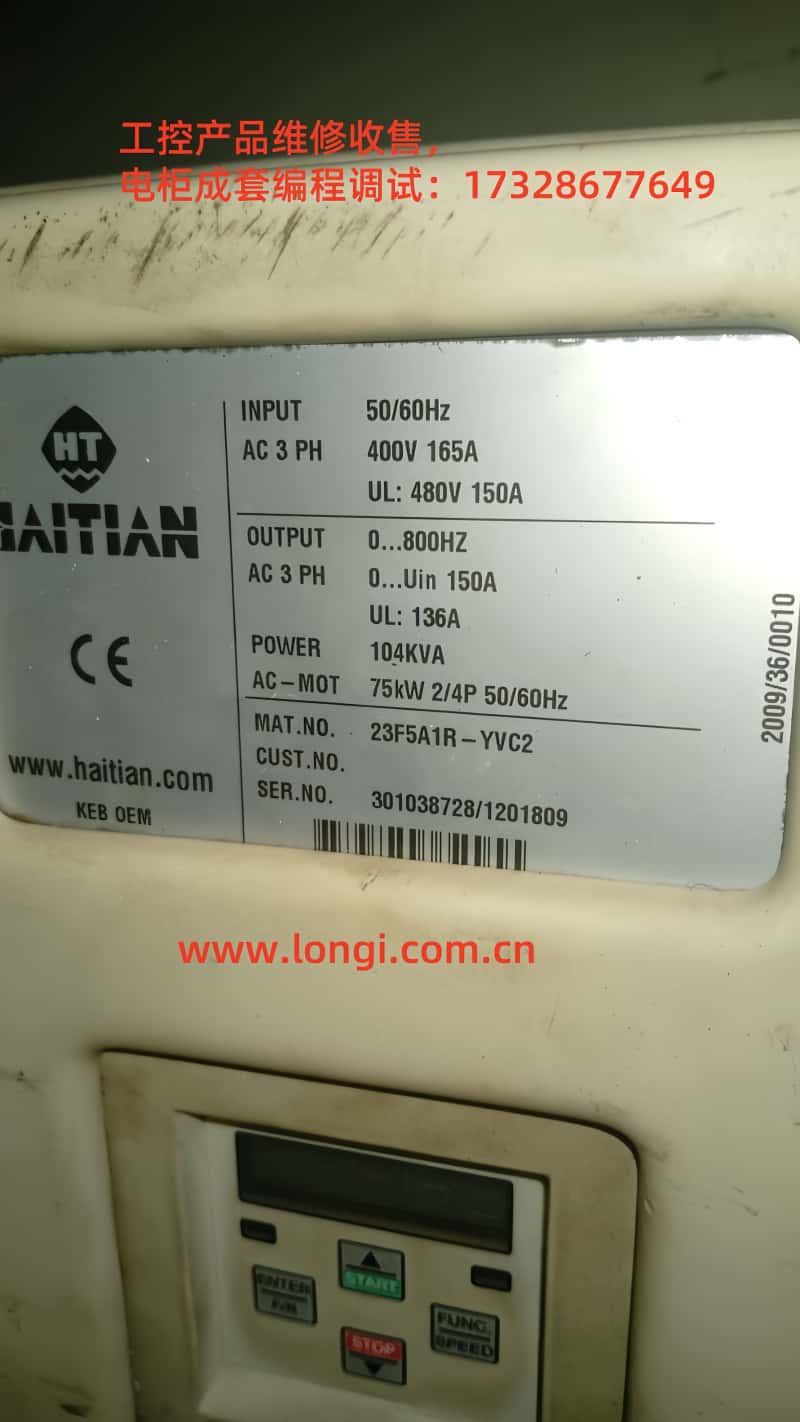 工控产品维修收售，
电柜成套编程调试：17328677649
HT
HAITIAN
CE
www.haitian.com
KEB OEM
INPUT 50/60Hz
AC 3 PH 400V 165A
UL: 480V 150A
OUTPUT 0...800HZ
AC 3 PH 0...Uin 150A
UL: 136A
POWER 104KVA
AC-MOT 75kW 2/4P 50/60Hz
MAT.NO. 23F5A1R-YVC2
CUST.NO.
SER.NO. 301038728/1201809
2009/36/0010
www.longi.com.cn
START
ENTER
F/R
STOP
FUNC.
SPEED